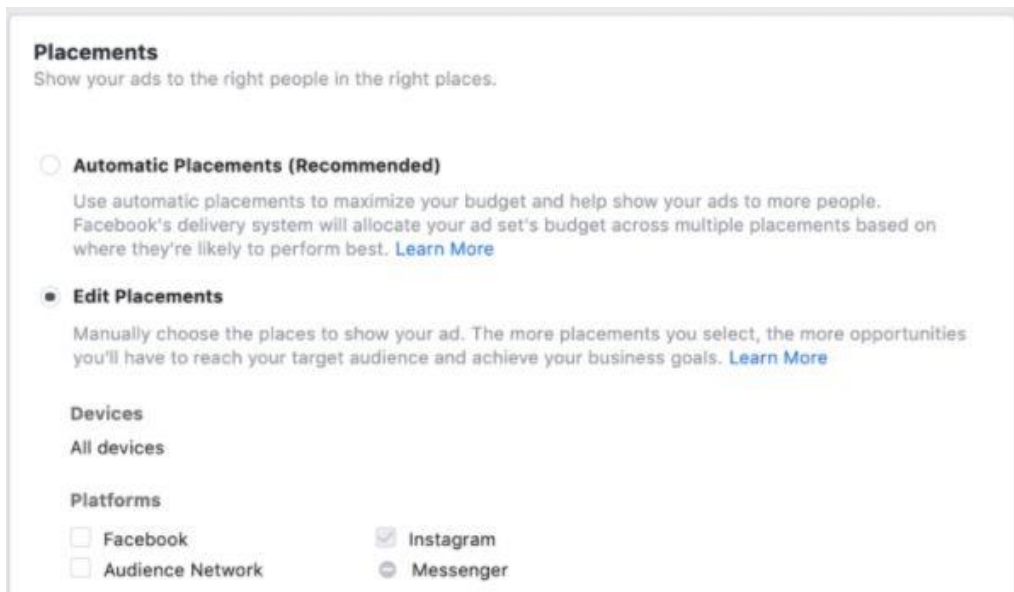 Placements
Show your ads to the right people in the right places.
Automatic Placements (Recommended)
Use automatic placements to maximize your budget and help show your ads to more people.
Facebook's delivery system will allocate your ad set's budget across multiple placements based on
where they're likely to perform best. Learn More
Edit Placements
Manually choose the places to show your ad. The more placements you select, the more opportunities
you'll have to reach your target audience and achieve your business goals. Learn More
Devices
All devices
Platforms
Facebook Instagram
Audience Network Messenger